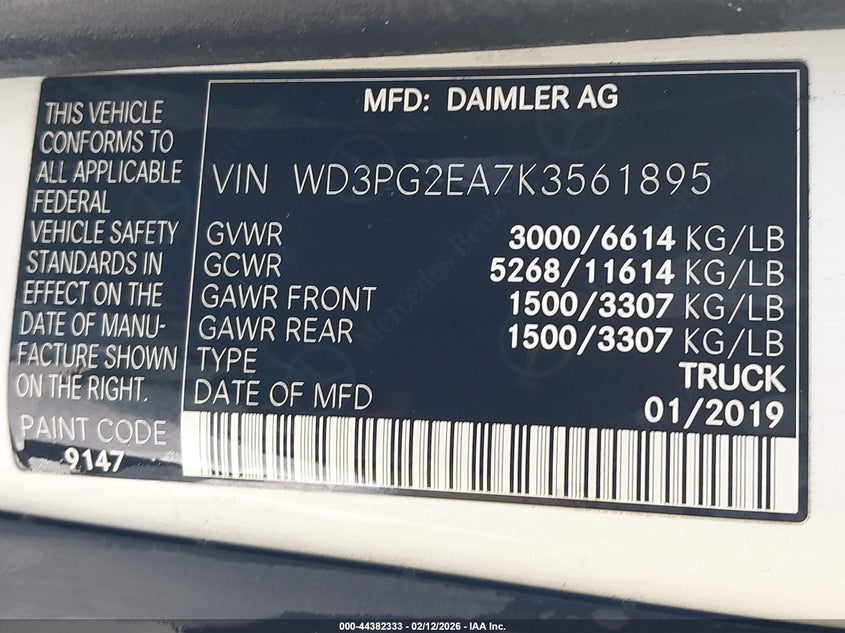 THIS VEHICLE
CONFORMS TO
ALL APPLICABLE
FEDERAL
VEHICLE SAFETY
STANDARDS IN
EFFECT ON THE
DATE OF MANU-
FACTURE SHOWN
ON THE RIGHT.
PAINT CODE
9147
MFD: DAIMLER AG
VIN WD3PG2EA7K3561895
GVWR 3000/6614 KG/LB
GCWR 5268/11614 KG/LB
GAWR FRONT 1500/3307 KG/LB
GAWR REAR 1500/3307 KG/LB
TYPE TRUCK
DATE OF MFD 01/2019
Mercedes-Benz
000-44382333 - 02/12/2026 - IAA Inc.